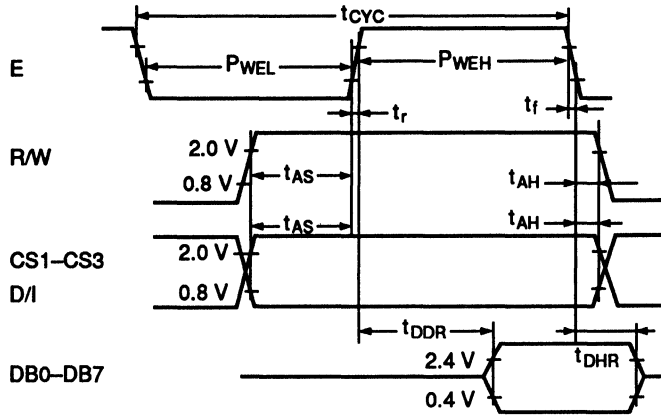 tCYC
E
PWEL
PWEH
tr
tf
R/W
2.0 V
0.8 V
tAS
tAH
tAS
tAH
CS1–CS3
D/I
2.0 V
0.8 V
tDDR
tDHR
DB0–DB7
2.4 V
0.4 V